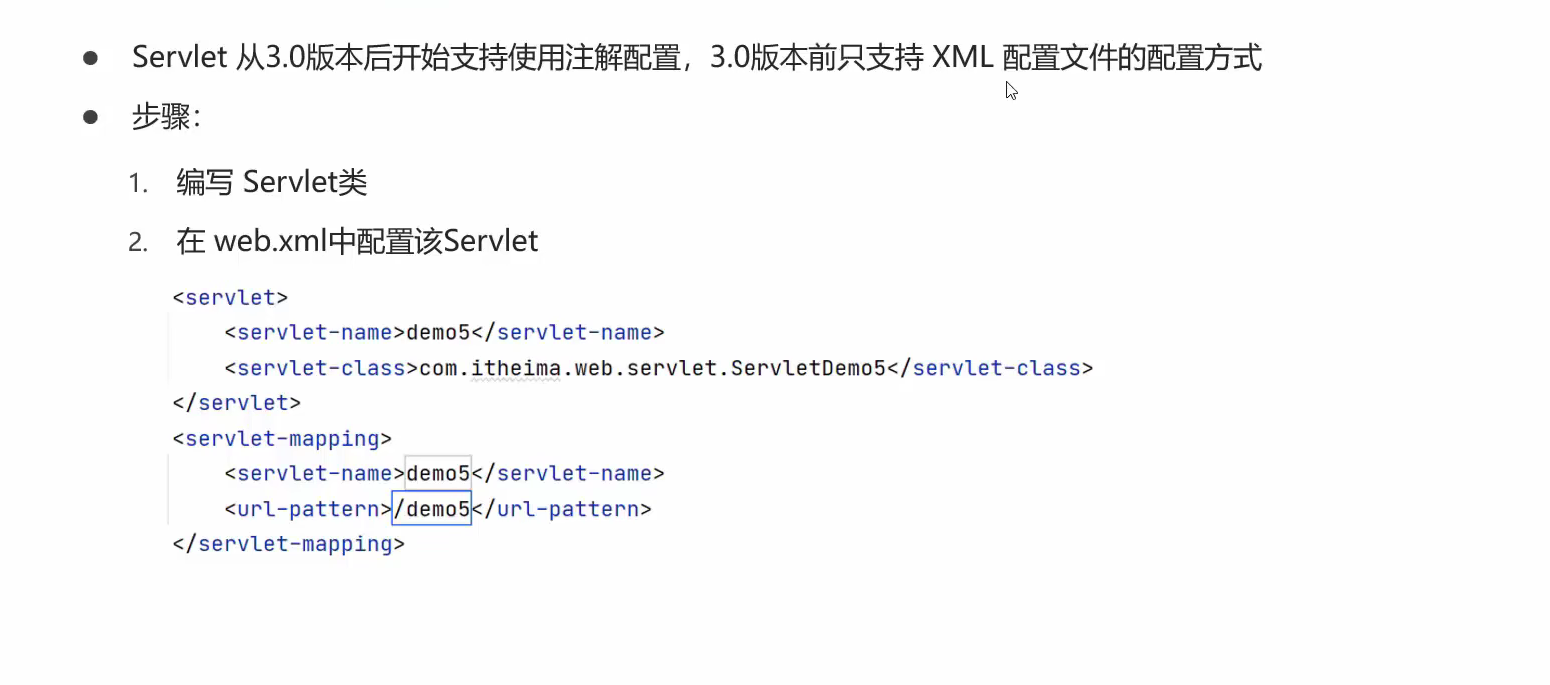 ● Servlet 从3.0版本后开始支持使用注解配置，3.0版本前只支持 XML 配置文件的配置方式
● 步骤：
1. 编写 Servlet类
2. 在 web.xml中配置该Servlet
<servlet>
    <servlet-name>demo5</servlet-name>
    <servlet-class>com.itheima.web.servlet.ServletDemo5</servlet-class>
</servlet>
<servlet-mapping>
    <servlet-name>demo5</servlet-name>
    <url-pattern>/demo5</url-pattern>
</servlet-mapping>